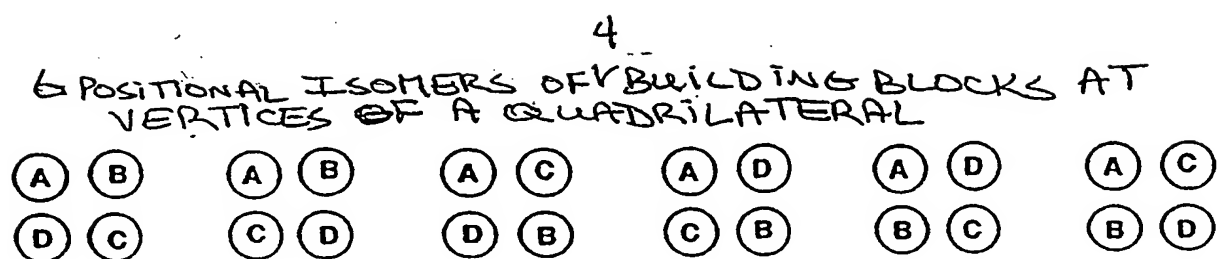 4
6 POSITIONAL ISOMERS OF BUILDING BLOCKS AT
VERTICES OF A QUADRILATERAL
A B A B A C A D A D A C
D C C D D B C B B C B D